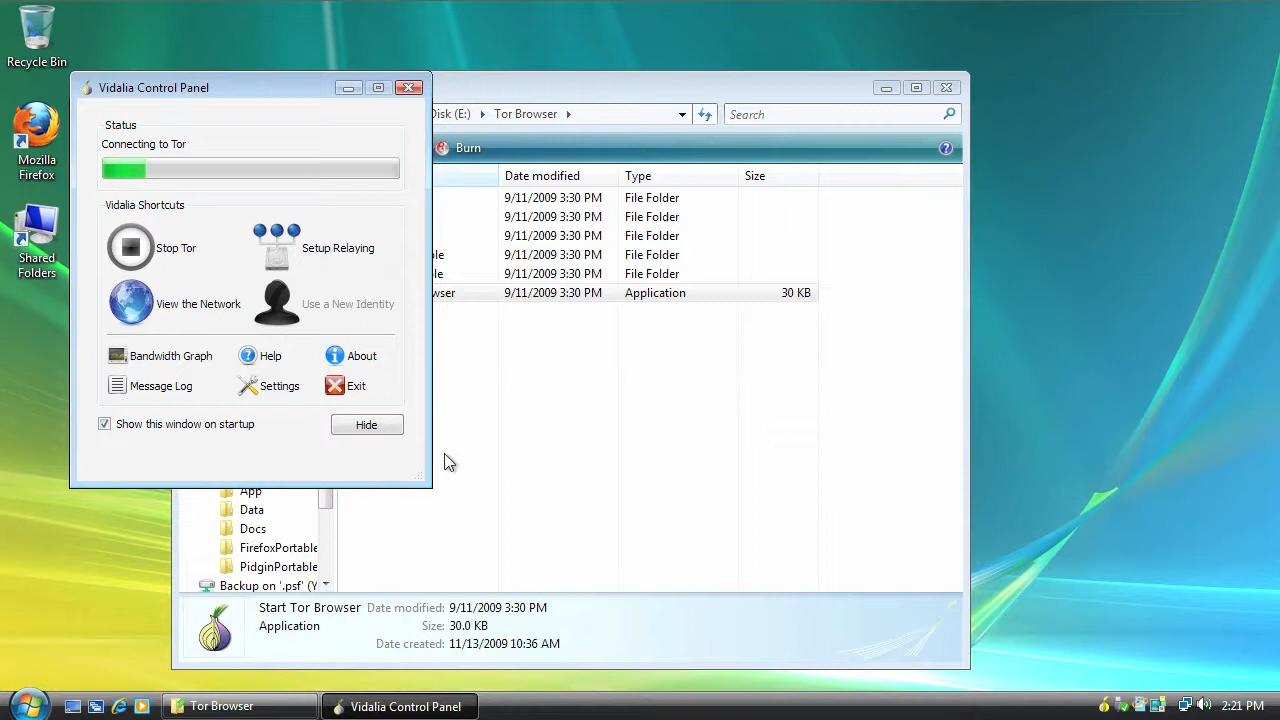 Recycle Bin
Mozilla
Firefox
Shared
Folders
Vidalia Control Panel
Status
Connecting to Tor
Vidalia Shortcuts
Stop Tor
Setup Relaying
View the Network
Use a New Identity
Bandwidth Graph
Help
About
Message Log
Settings
Exit
Show this window on startup
Hide
Disk (E:)
Tor Browser
Search
Burn
Date modified
Type
Size
9/11/2009 3:30 PM File Folder
9/11/2009 3:30 PM File Folder
9/11/2009 3:30 PM File Folder
9/11/2009 3:30 PM File Folder
9/11/2009 3:30 PM File Folder
9/11/2009 3:30 PM Application 30 KB
App
Data
Docs
FirefoxPortable
PidginPortable
Backup on '.psf' (Y
Start Tor Browser Date modified: 9/11/2009 3:30 PM
Application Size: 30.0 KB
Date created: 11/13/2009 10:36 AM
Tor Browser
Vidalia Control Panel
2:21 PM